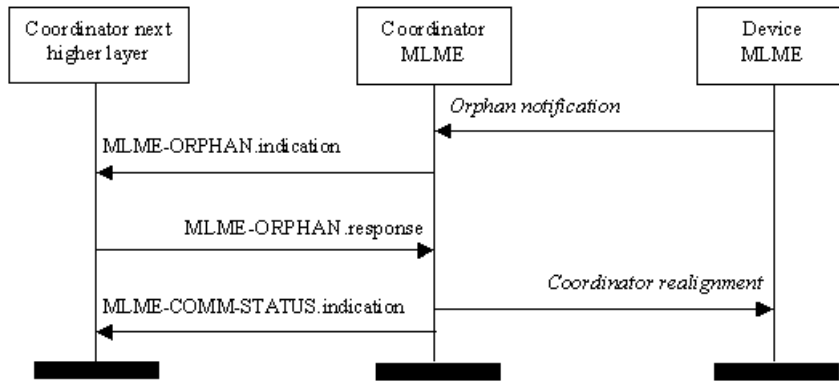 Coordinator next
higher layer
Coordinator
MLME
Device
MLME
Orphan notification
MLME-ORPHAN.indication
MLME-ORPHAN.response
Coordinator realignment
MLME-COMM-STATUS.indication